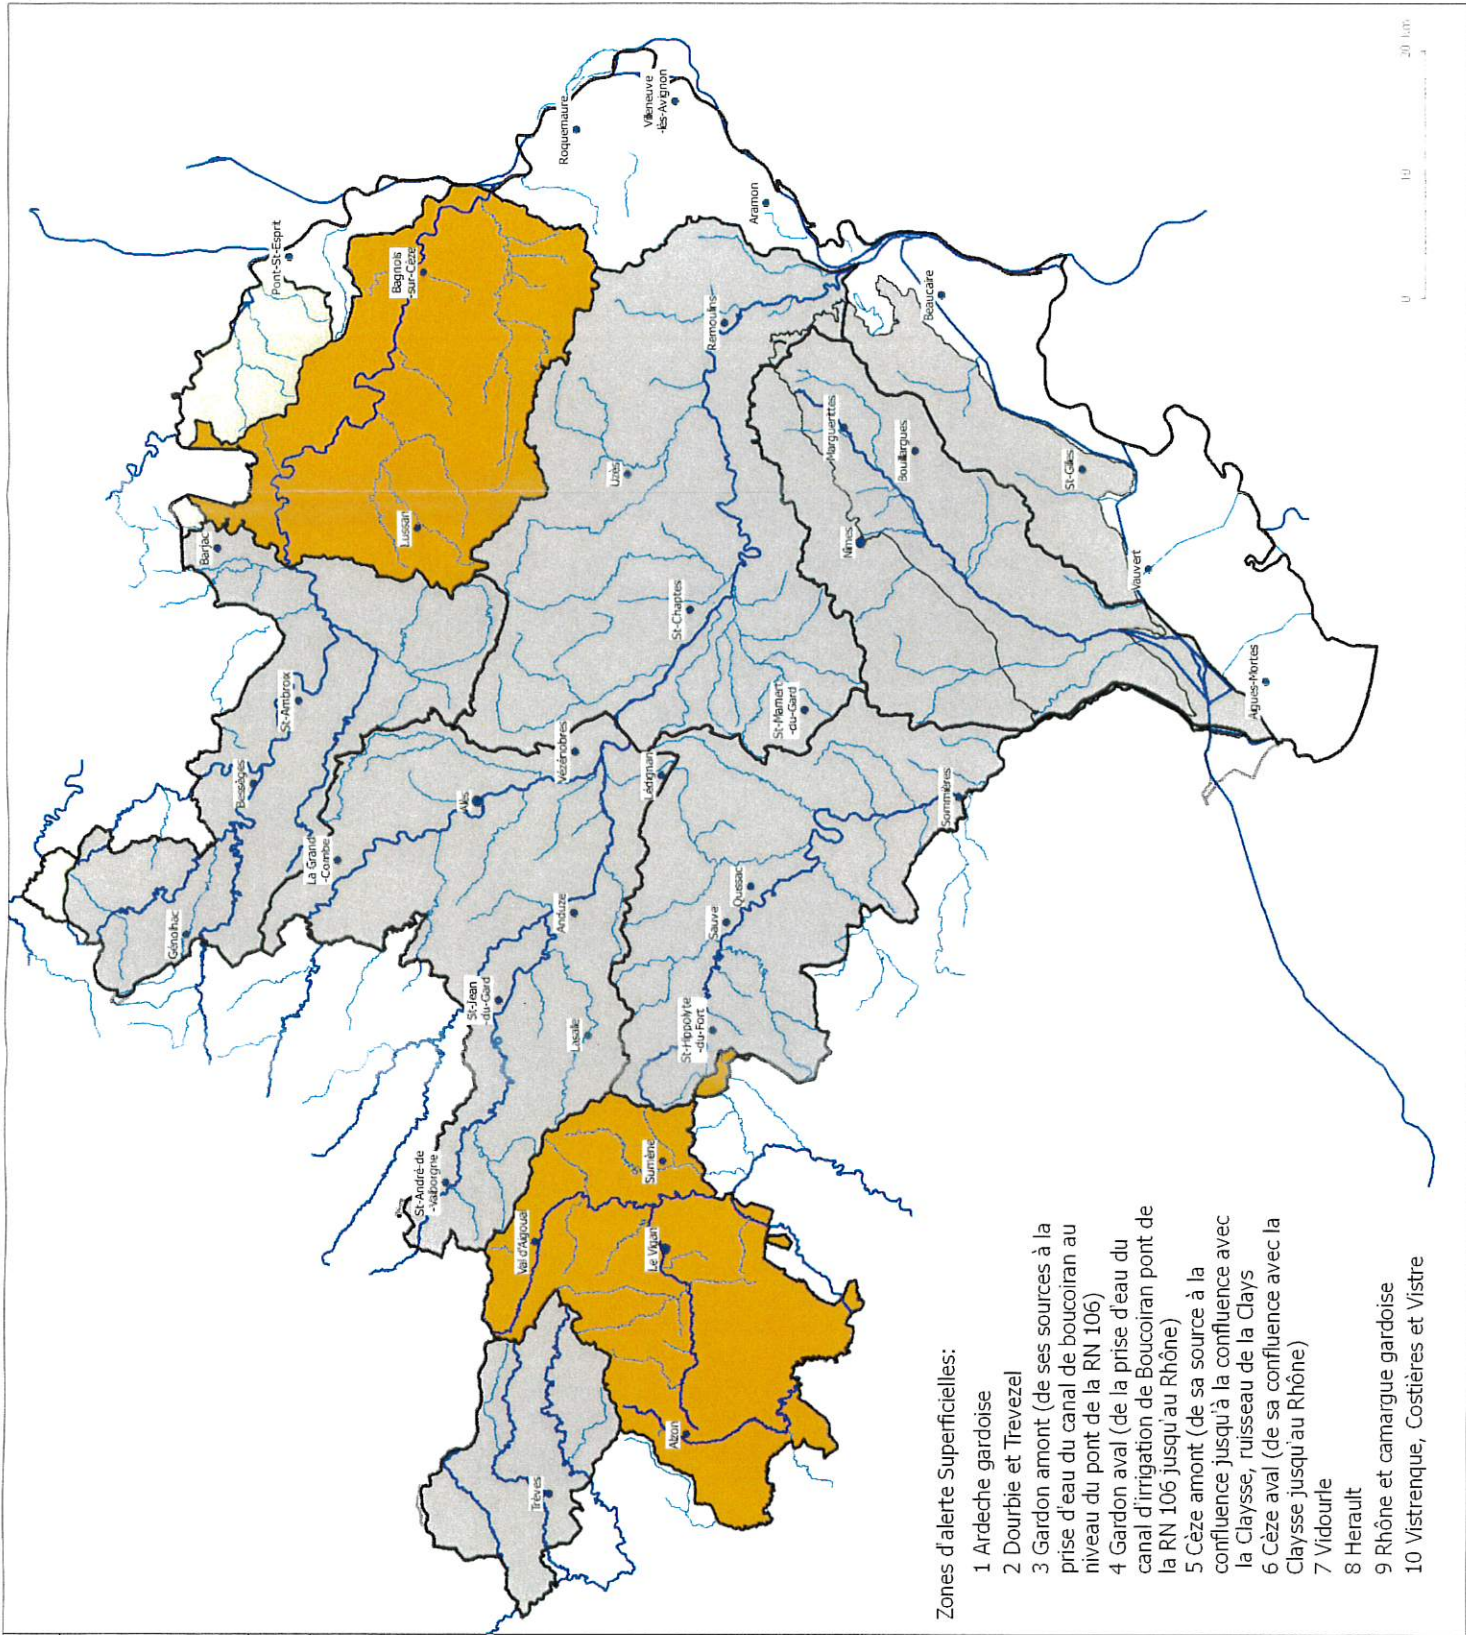 20 km
10
0
Roquemaure
Villeneuve
-lès-Avignon
Pont-St-Esprit
Aramon
Bagnols
-sur-Cèze
Beaucaire
Remoulins
Marguerittes
Bouillargues
Uzès
St-Gilles
Lussan
Barjac
Nîmes
Vauvert
St-Chaptes
St-Ambroix
Aigues-Mortes
St-Mamert
-du-Gard
Vézénobres
Bessèges
Lédignan
Alès
Sommières
La Grand
-Combe
Quissac
Génolhac
Anduze
Sauve
St-Jean
-du-Gard
Lasalle
St-Hippolyte
-du-Fort
St-André-de
-Valborgne
Sumène
Val d'Aigoual
Le Vigan
Alzon
Trèves
Zones d'alerte Superficielles:
1 Ardeche gardoise
2 Dourbie et Trevezel
3 Gardon amont (de ses sources à la
prise d'eau du canal de boucoiran au
niveau du pont de la RN 106)
4 Gardon aval (de la prise d'eau du
canal d'irrigation de Boucoiran pont de
la RN 106 jusqu'au Rhône)
5 Cèze amont (de sa source à la
confluence jusqu'à la confluence avec
la Claysse, ruisseau de la Clays
6 Cèze aval (de sa confluence avec la
Claysse jusqu'au Rhône)
7 Vidourle
8 Herault
9 Rhône et camargue gardoise
10 Vistrenque, Costières et Vistre